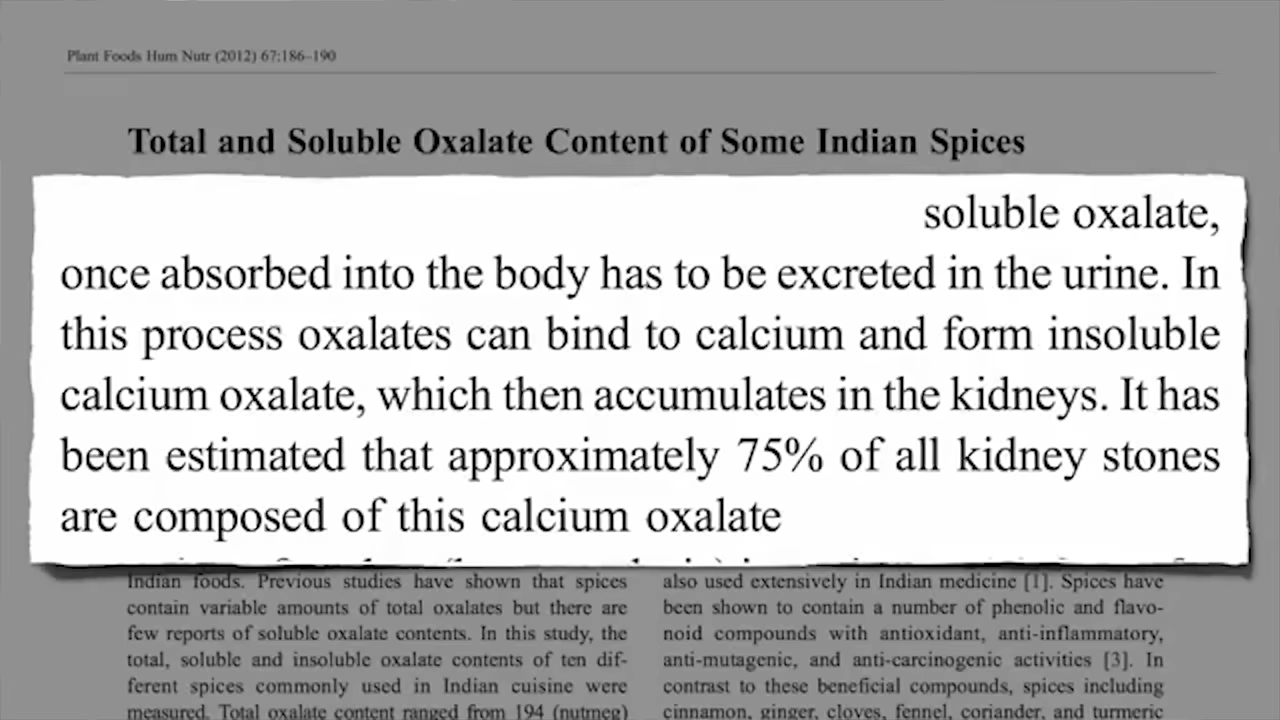 Plant Foods Hum Nutr (2012) 67:186–190
Total and Soluble Oxalate Content of Some Indian Spices
soluble oxalate,
once absorbed into the body has to be excreted in the urine. In
this process oxalates can bind to calcium and form insoluble
calcium oxalate, which then accumulates in the kidneys. It has
been estimated that approximately 75% of all kidney stones
are composed of this calcium oxalate
Indian foods. Previous studies have shown that spices
contain variable amounts of total oxalates but there are
few reports of soluble oxalate contents. In this study, the
total, soluble and insoluble oxalate contents of ten dif-
ferent spices commonly used in Indian cuisine were
measured. Total oxalate content ranged from 194 (nutmeg)
also used extensively in Indian medicine [1]. Spices have
been shown to contain a number of phenolic and flavo-
noid compounds with antioxidant, anti-inflammatory,
anti-mutagenic, and anti-carcinogenic activities [3]. In
contrast to these beneficial compounds, spices including
cinnamon, ginger, cloves, fennel, coriander, and turmeric